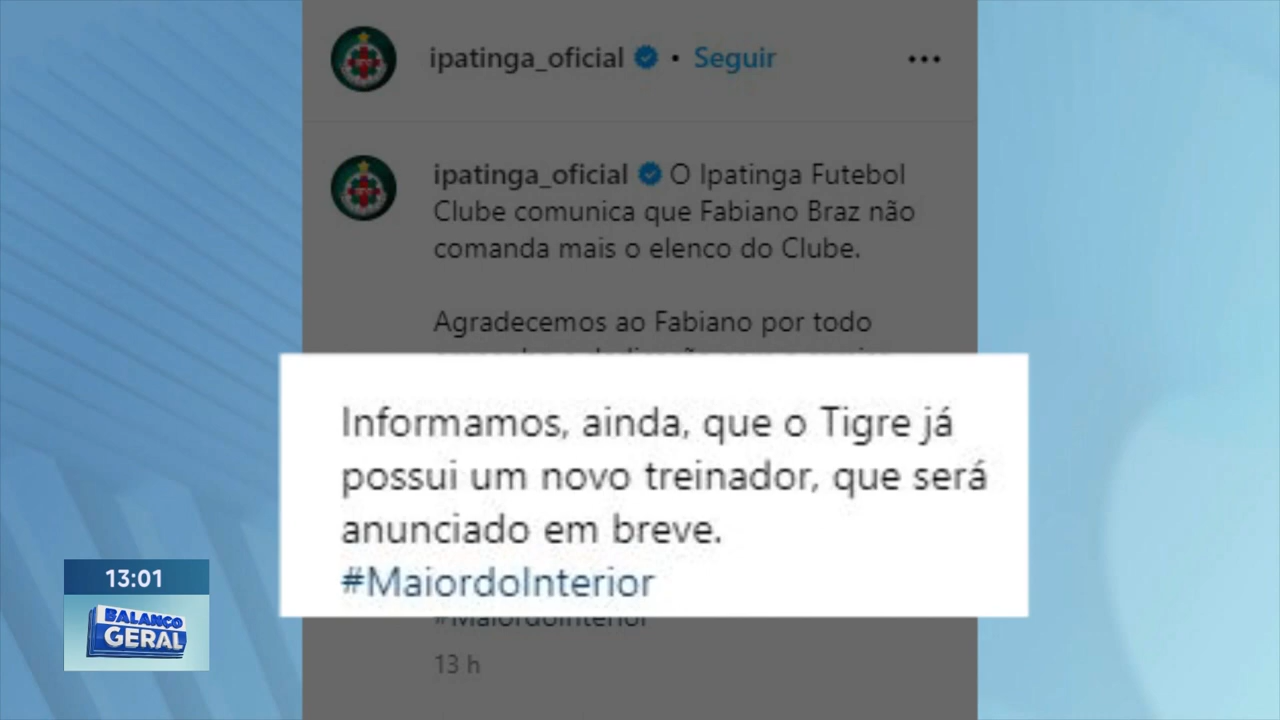 ipatinga_oficial • Seguir •••
ipatinga_oficial O Ipatinga Futebol
Clube comunica que Fabiano Braz não
comanda mais o elenco do Clube.
Agradecemos ao Fabiano por todo
Informamos, ainda, que o Tigre já
possui um novo treinador, que será
anunciado em breve.
#MaiordoInterior
#MaiordoInterior
13 h
13:01
BALANÇO
GERAL